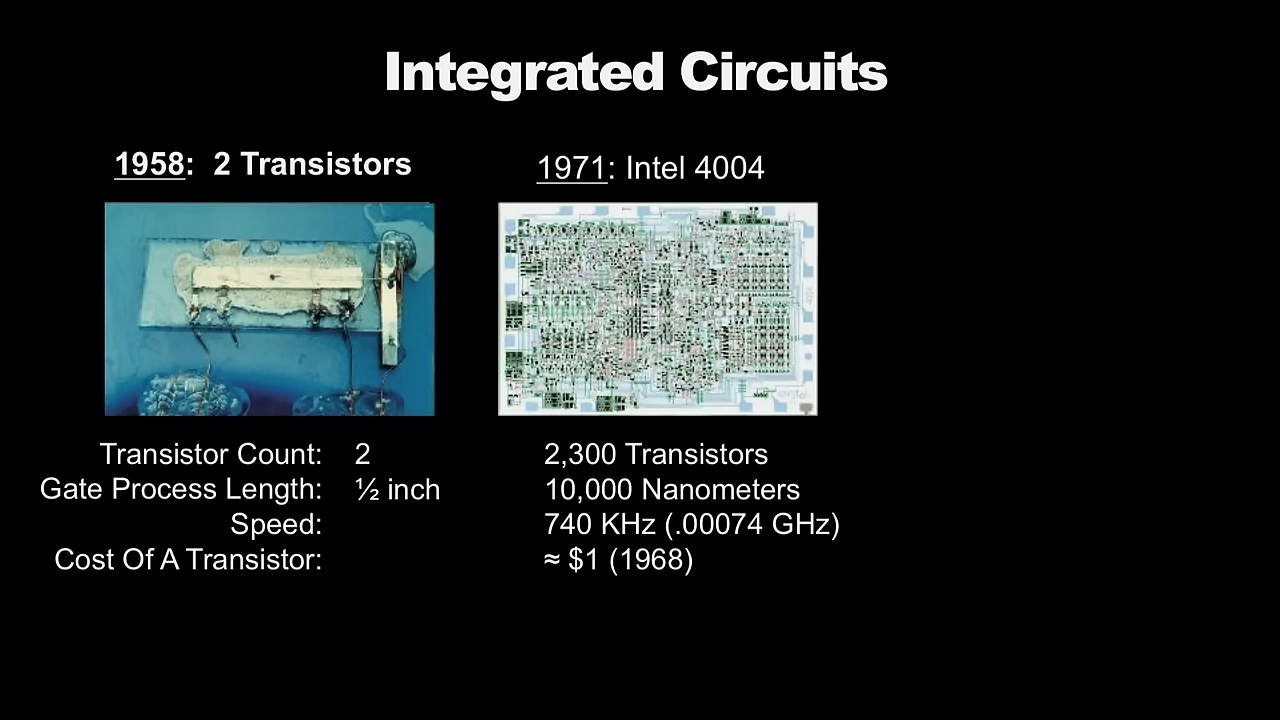 Integrated Circuits
1958:  2 Transistors
1971: Intel 4004
Transistor Count: 2 2,300 Transistors
Gate Process Length: ½ inch 10,000 Nanometers
Speed: 740 KHz (.00074 GHz)
Cost Of A Transistor: ≈ $1 (1968)